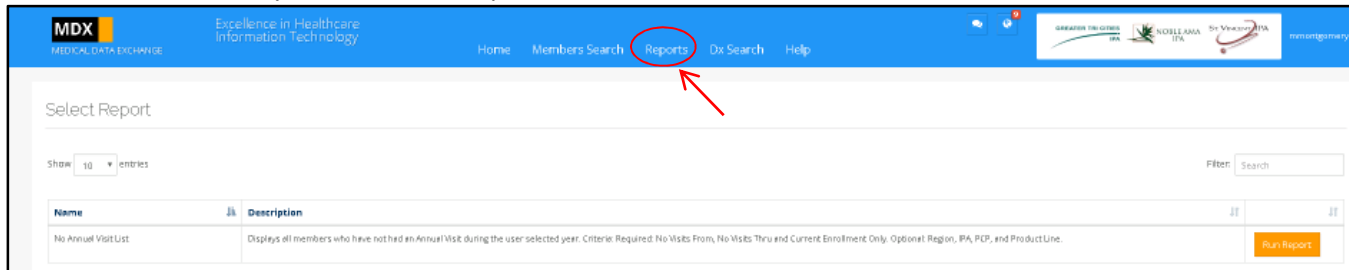 MDX
MEDICAL DATA EXCHANGE
Excellence in Healthcare
Information Technology
Home Members Search Reports Dx Search Help
9
GREATER TRI CITIES
IPA
NOBLE AMA
IPA
St. Vincent IPA
mmontgomery
Select Report
Show 10 entries
Filter: Search
Name Description
No Annual Visit List Displays all members who have not had an Annual Visit during the user selected year. Criteria: Required: No Visits From, No Visits Thru and Current Enrollment Only. Optional: Region, IPA, PCP, and Product Line. Run Report